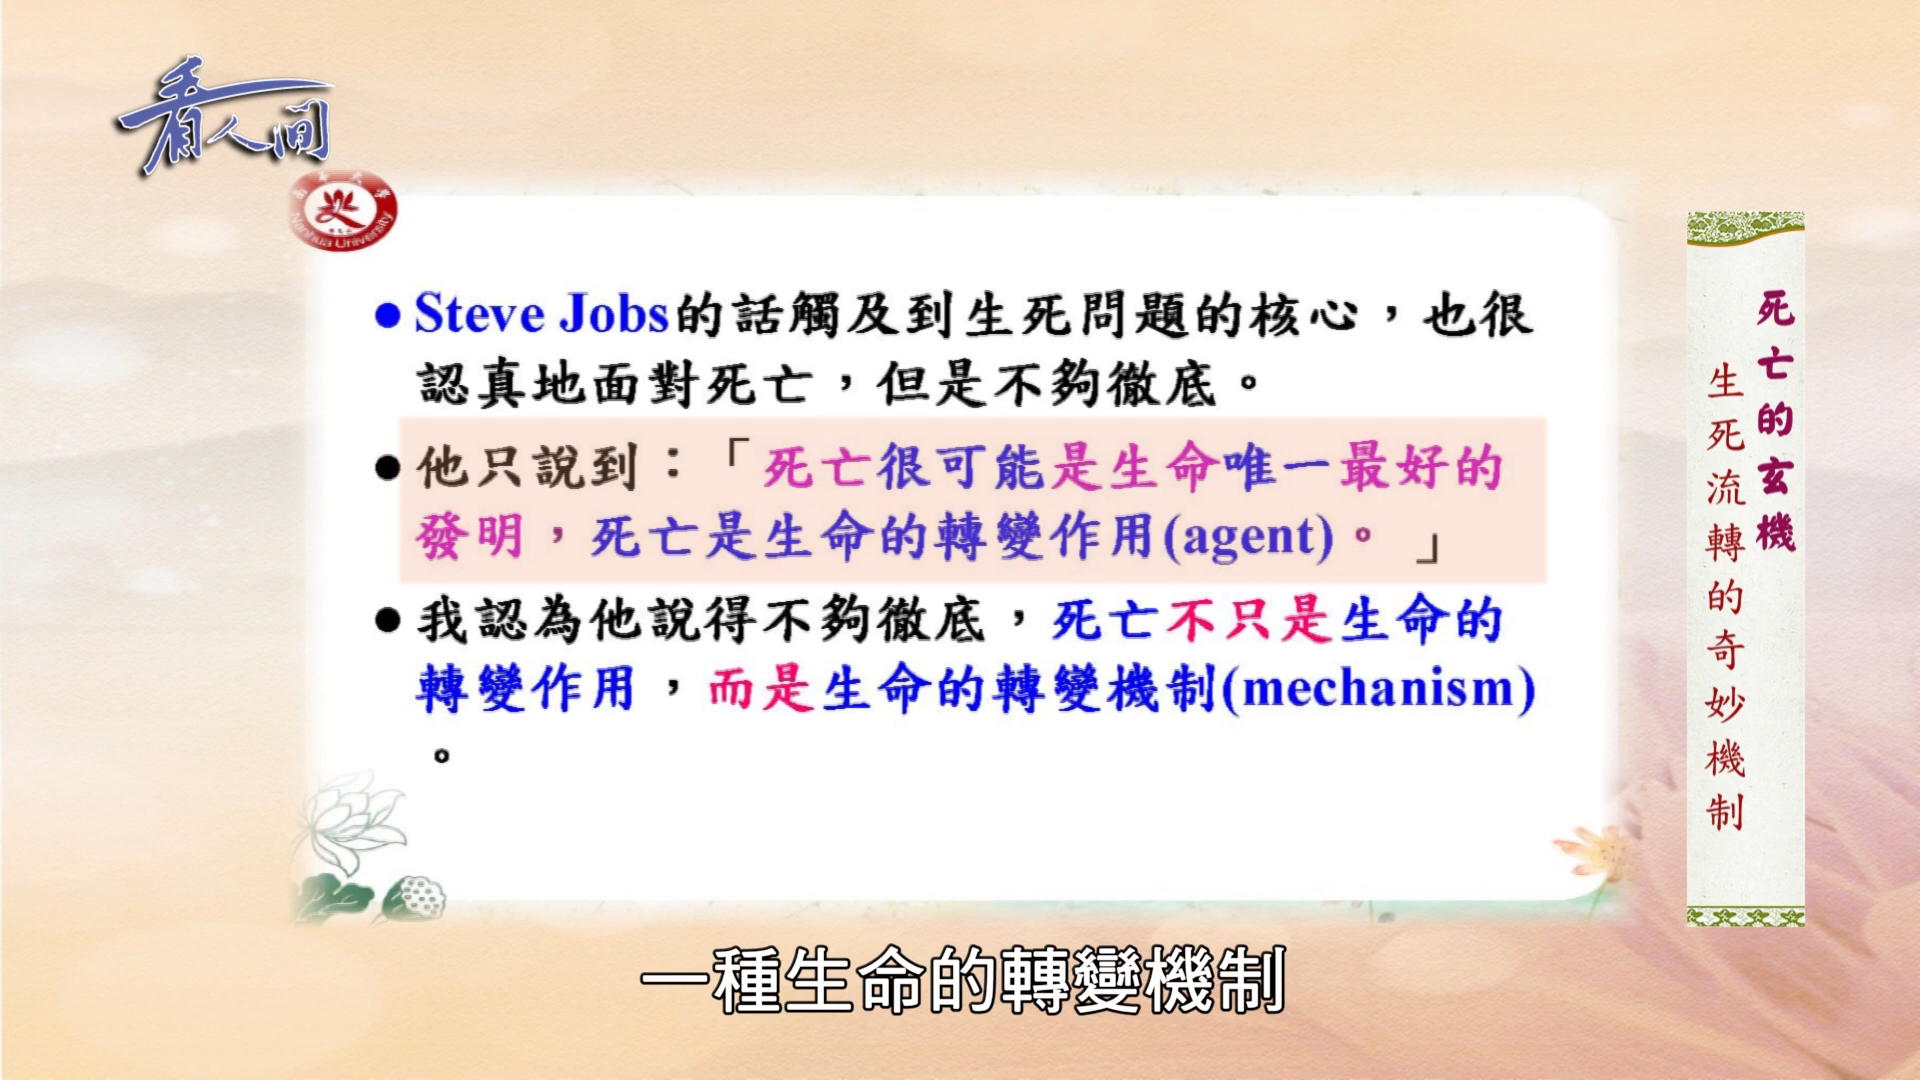 看人間
南華大學
Nanhua University
●Steve Jobs的話觸及到生死問題的核心，也很
認真地面對死亡，但是不夠徹底。
●他只說到：「死亡很可能是生命唯一最好的
發明，死亡是生命的轉變作用(agent)。」
●我認為他說得不夠徹底，死亡不只是生命的
轉變作用，而是生命的轉變機制(mechanism)
。
死亡的玄機
生死流轉的奇妙機制
一種生命的轉變機制